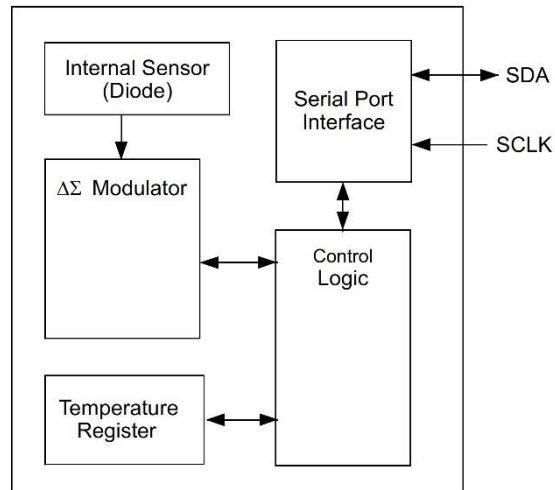 Internal Sensor
(Diode)
ΔΣ Modulator
Temperature
Register
Serial Port
Interface
Control
Logic
SDA
SCLK